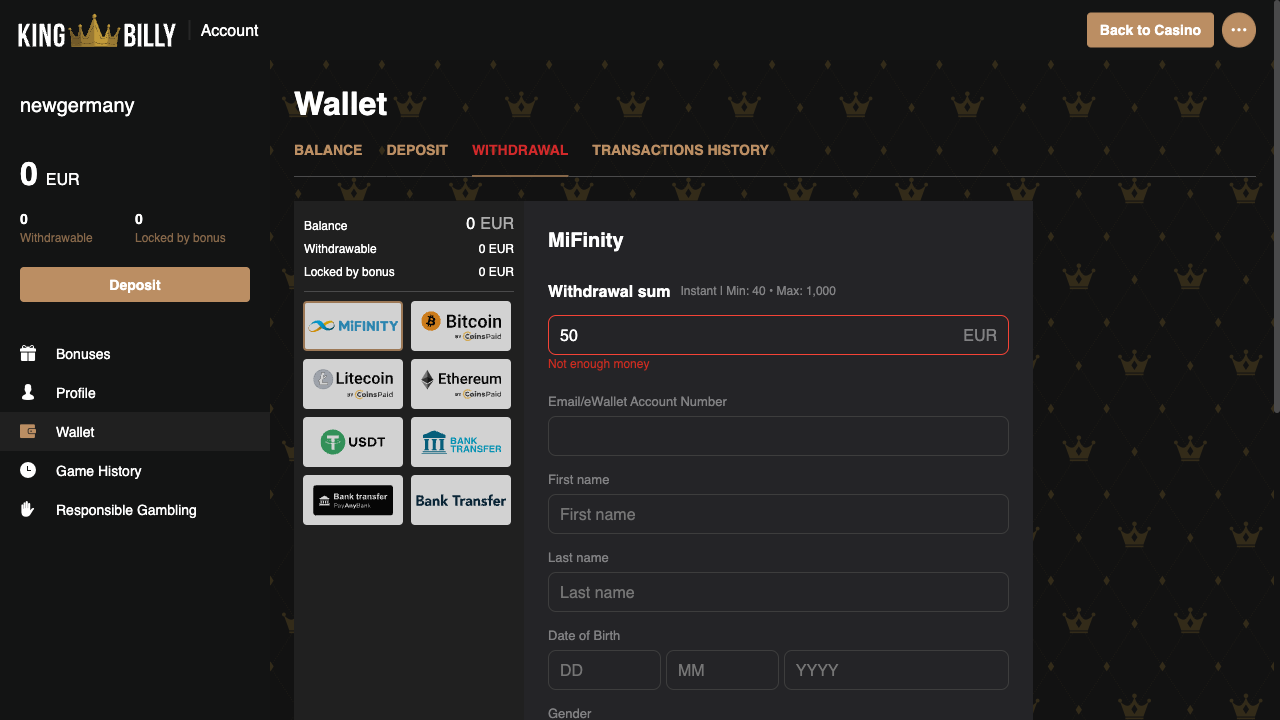 KING BILLY Account
Back to Casino
newgermany
0 EUR
0 0
Withdrawable Locked by bonus
Deposit
Bonuses
Profile
Wallet
Game History
Responsible Gambling
Wallet
BALANCE DEPOSIT WITHDRAWAL TRANSACTIONS HISTORY
Balance 0 EUR
Withdrawable 0 EUR
Locked by bonus 0 EUR
MiFINITY
Bitcoin
BY CoinsPaid
Litecoin
BY CoinsPaid
Ethereum
BY CoinsPaid
USDT
BANK
TRANSFER
Bank transfer
PayAnyBank
Bank Transfer
MiFinity
Withdrawal sum Instant | Min: 40 • Max: 1,000
50 EUR
Not enough money
Email/eWallet Account Number
First name
First name
Last name
Last name
Date of Birth
DD MM YYYY
Gender